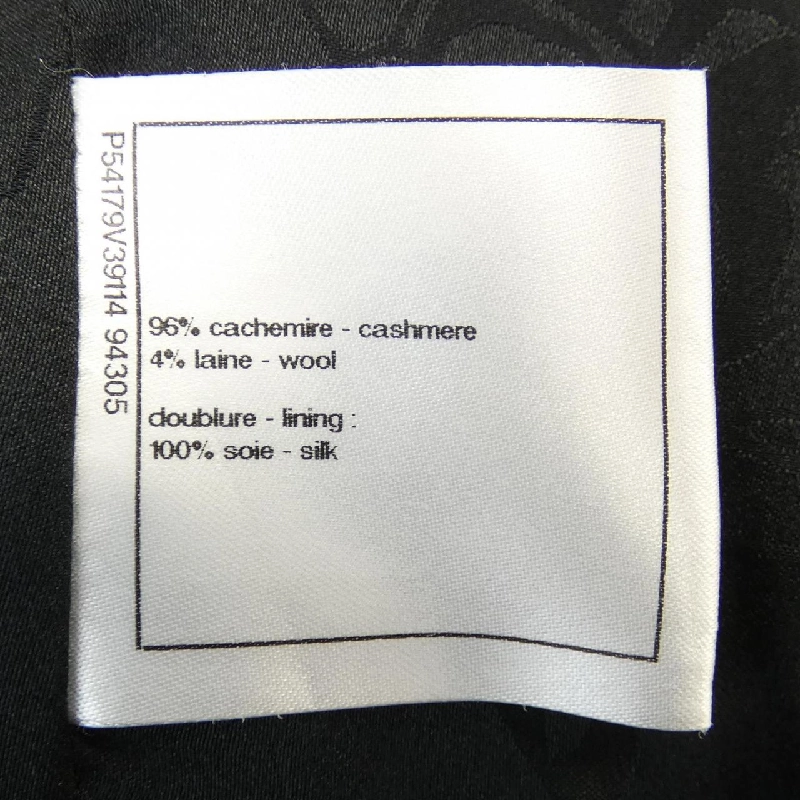 P54179V39114 94305
96% cachemire - cashmere
4% laine - wool
doublure - lining :
100% soie - silk